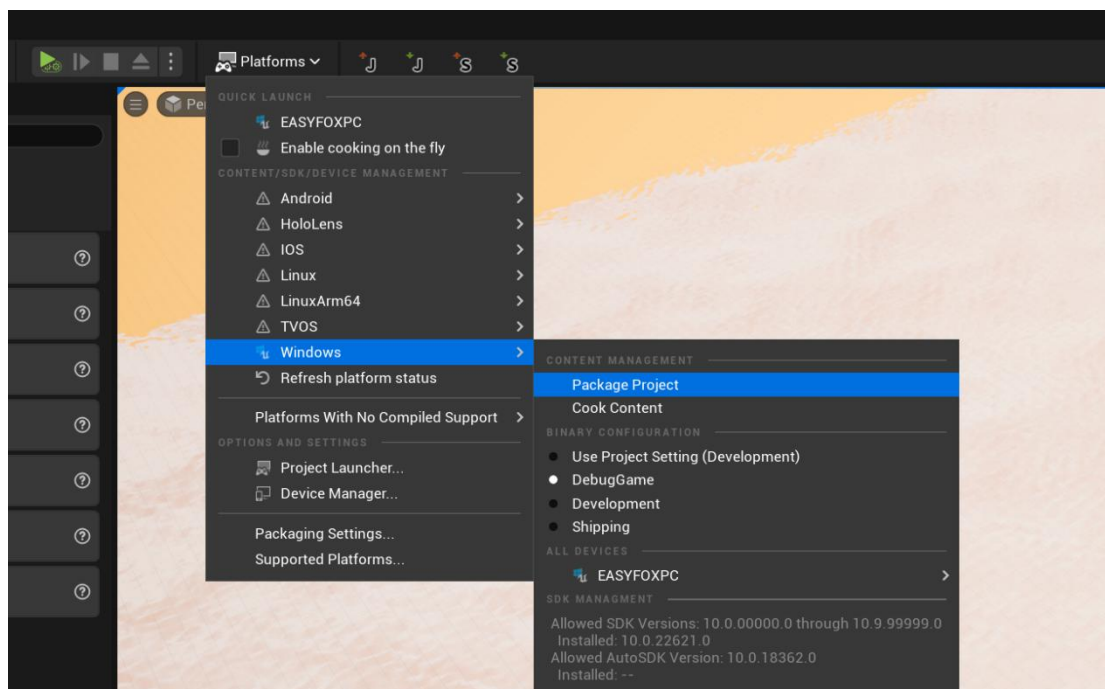 Platforms
J
J
S
S
Pe
QUICK LAUNCH
EASYFOXPC
Enable cooking on the fly
CONTENT/SDK/DEVICE MANAGEMENT
Android
HoloLens
IOS
Linux
LinuxArm64
TVOS
Windows
Refresh platform status
Platforms With No Compiled Support
OPTIONS AND SETTINGS
Project Launcher...
Device Manager...
Packaging Settings...
Supported Platforms...
CONTENT MANAGEMENT
Package Project
Cook Content
BINARY CONFIGURATION
Use Project Setting (Development)
DebugGame
Development
Shipping
ALL DEVICES
EASYFOXPC
SDK MANAGMENT
Allowed SDK Versions: 10.0.00000.0 through 10.9.99999.0
Installed: 10.0.22621.0
Allowed AutoSDK Version: 10.0.18362.0
Installed: --